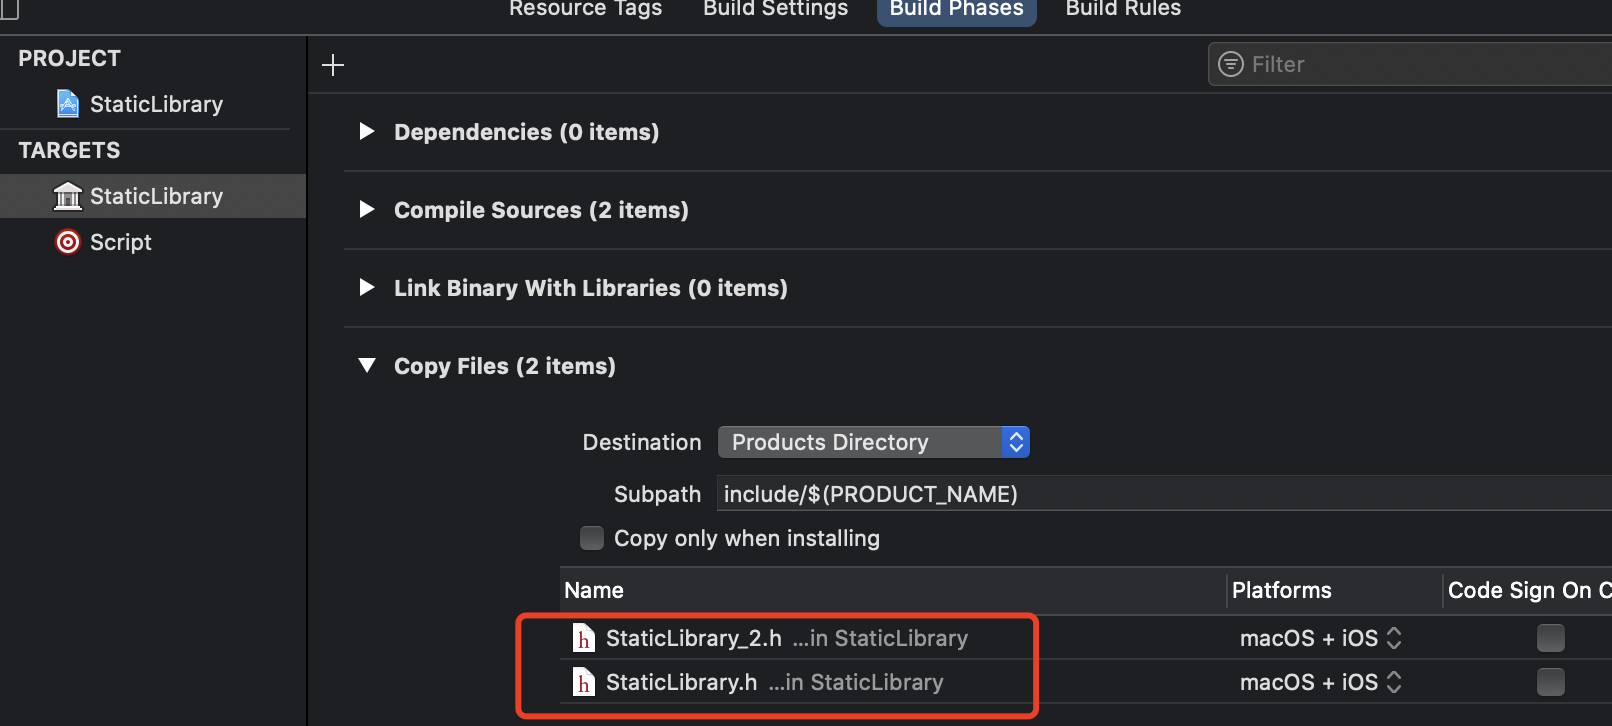 Resource Tags Build Settings Build Phases Build Rules
PROJECT
StaticLibrary
TARGETS
StaticLibrary
Script
Filter
Dependencies (0 items)
Compile Sources (2 items)
Link Binary With Libraries (0 items)
Copy Files (2 items)
Destination Products Directory
Subpath include/$(PRODUCT_NAME)
Copy only when installing
Name Platforms Code Sign On C
h StaticLibrary_2.h ...in StaticLibrary macOS + iOS
h StaticLibrary.h ...in StaticLibrary macOS + iOS